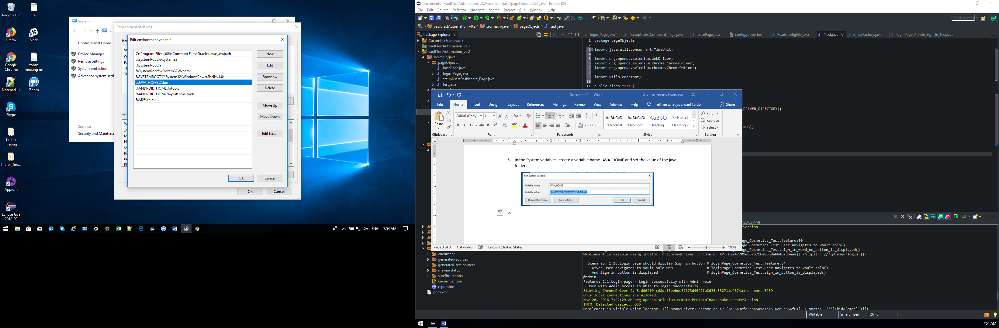 Recycle Bin
re
Firefox
Slack
Google
Chrome
zoom
meeting url
Notepad++
Zoom
Skype
firefox
firebug
firefox_fire...
Appium
Eclipse Java
2018-09
System
Control Panel Home
Device Manager
Remote settings
System protection
Advanced system setti
See also
Security and Maintena
Environment Variables
User
Va
Syst
Va
JA
OS
Pa
Edit environment variable
C:\Program Files (x86)\Common Files\Oracle\Java\javapath
%SystemRoot%\system32
%SystemRoot%
%SystemRoot%\System32\Wbem
%SYSTEMROOT%\System32\WindowsPowerShell\v1.0\
%JAVA_HOME%\bin
%ANDROID_HOME%\tools
%ANDROID_HOME%\platform-tools
%M2%\bin
New
Edit
Browse...
Delete
Move Up
Move Down
Edit text...
OK
Cancel
OK
Cancel
ENG
7:54 AM
Documents - vaultTestAutomation_v0.2/src/main/java/pageObjects/test.java - Eclipse IDE
File Edit Source Refactor Navigate Search Project Run Window Help
Quick Access
vaultTestAutomation_v0.2 src/main/java pageObjects test.java
Package Explorer
CucumberFramework
vaultTestAutomation_v.01
vaultTestAutomation_v0.2
src/main/java
pageObjects
basePage.java
login_Page.java
setupUsersDashboard_Page.java
test.java
login_Page.java *setupUsersDashboard_Page.java basePage.java config.properties ReadConfigFile.java *test.java driverFactory.java loginPage_Admin_Sign_In_Test.java
1 package pageObjects;
2
3 import java.util.concurrent.TimeUnit;
4
5 import org.openqa.selenium.WebDriver;
6 import org.openqa.selenium.chrome.ChromeDriver;
7 import org.openqa.selenium.chrome.ChromeOptions;
8
9 import utils.constant;
10
11 public class test {
_DRIVER_DIRECTORY);
ONDS);
Document1 - Word
Jhonne Federic Francisco
File Home Insert Design Layout References Mailings Review View Add-ins Help Tell me what you want to do Share
Paste
Calibri (Body) 11
AaBbCcDc AaBbCcDc AaBbCc AaBbCcE
¶ Normal ¶ No Spac... Heading 1 Heading 2
Find
Replace
Select
Clipboard Font Paragraph Styles Editing
5. In the System variables, create a variable name JAVA_HOME and set the value of the java
folder.
Edit System Variable
Variable name: JAVA_HOME
Variable value: C:\Program Files\Java\jdk1.8.0_191
Browse Directory... Browse File... OK Cancel
6.
Page 3 of 3 134 words English (United States) 100%
cucumber
generated-sources
generated-test-sources
maven-status
surefire-reports
cucumber.json
report.html
pom.xml
7:20:02 AM)
eSession
age_Cosmetics_Test.feature:60
age_Cosmetics_Test.user_navigates_to_Vault_solo()
age_Cosmetics_Test.sign_in_word_on_button_is_displayed()
WebElement is visible using locator: <[[ChromeDriver: chrome on XP (6a247701ec67b716a0658ab848e35aaa)] -> xpath: //*[@name='login']]>
Scenario: 1.15:Login page should display Sign in button # loginPage_Cosmetics_Test.feature:64
Given User navigates to Vault solo web # loginPage_Cosmetics_Test.user_navigates_to_Vault_solo()
And Sign in button is displayed # loginPage_Cosmetics_Test.sign_in_button_is_displayed()
@admin
Feature: 2.1:Login page - Login successfully with Admin role
User with Admin access is able to login successfully
Starting ChromeDriver 2.43.600210 (68dcf5eebde37173d4027fa8635e332711d2874a) on port 5239
Only local connections are allowed.
Nov 20, 2018 7:22:29 AM org.openqa.selenium.remote.ProtocolHandshake createSession
INFO: Detected dialect: OSS
WebElement is visible using locator: <[[ChromeDriver: chrome on XP (1a6849cfc5cb45a9c1b1516c09c366f6)] -> xpath: .//*[(@id='email')]]>
Writable Smart Insert 26 : 6
7:54 AM